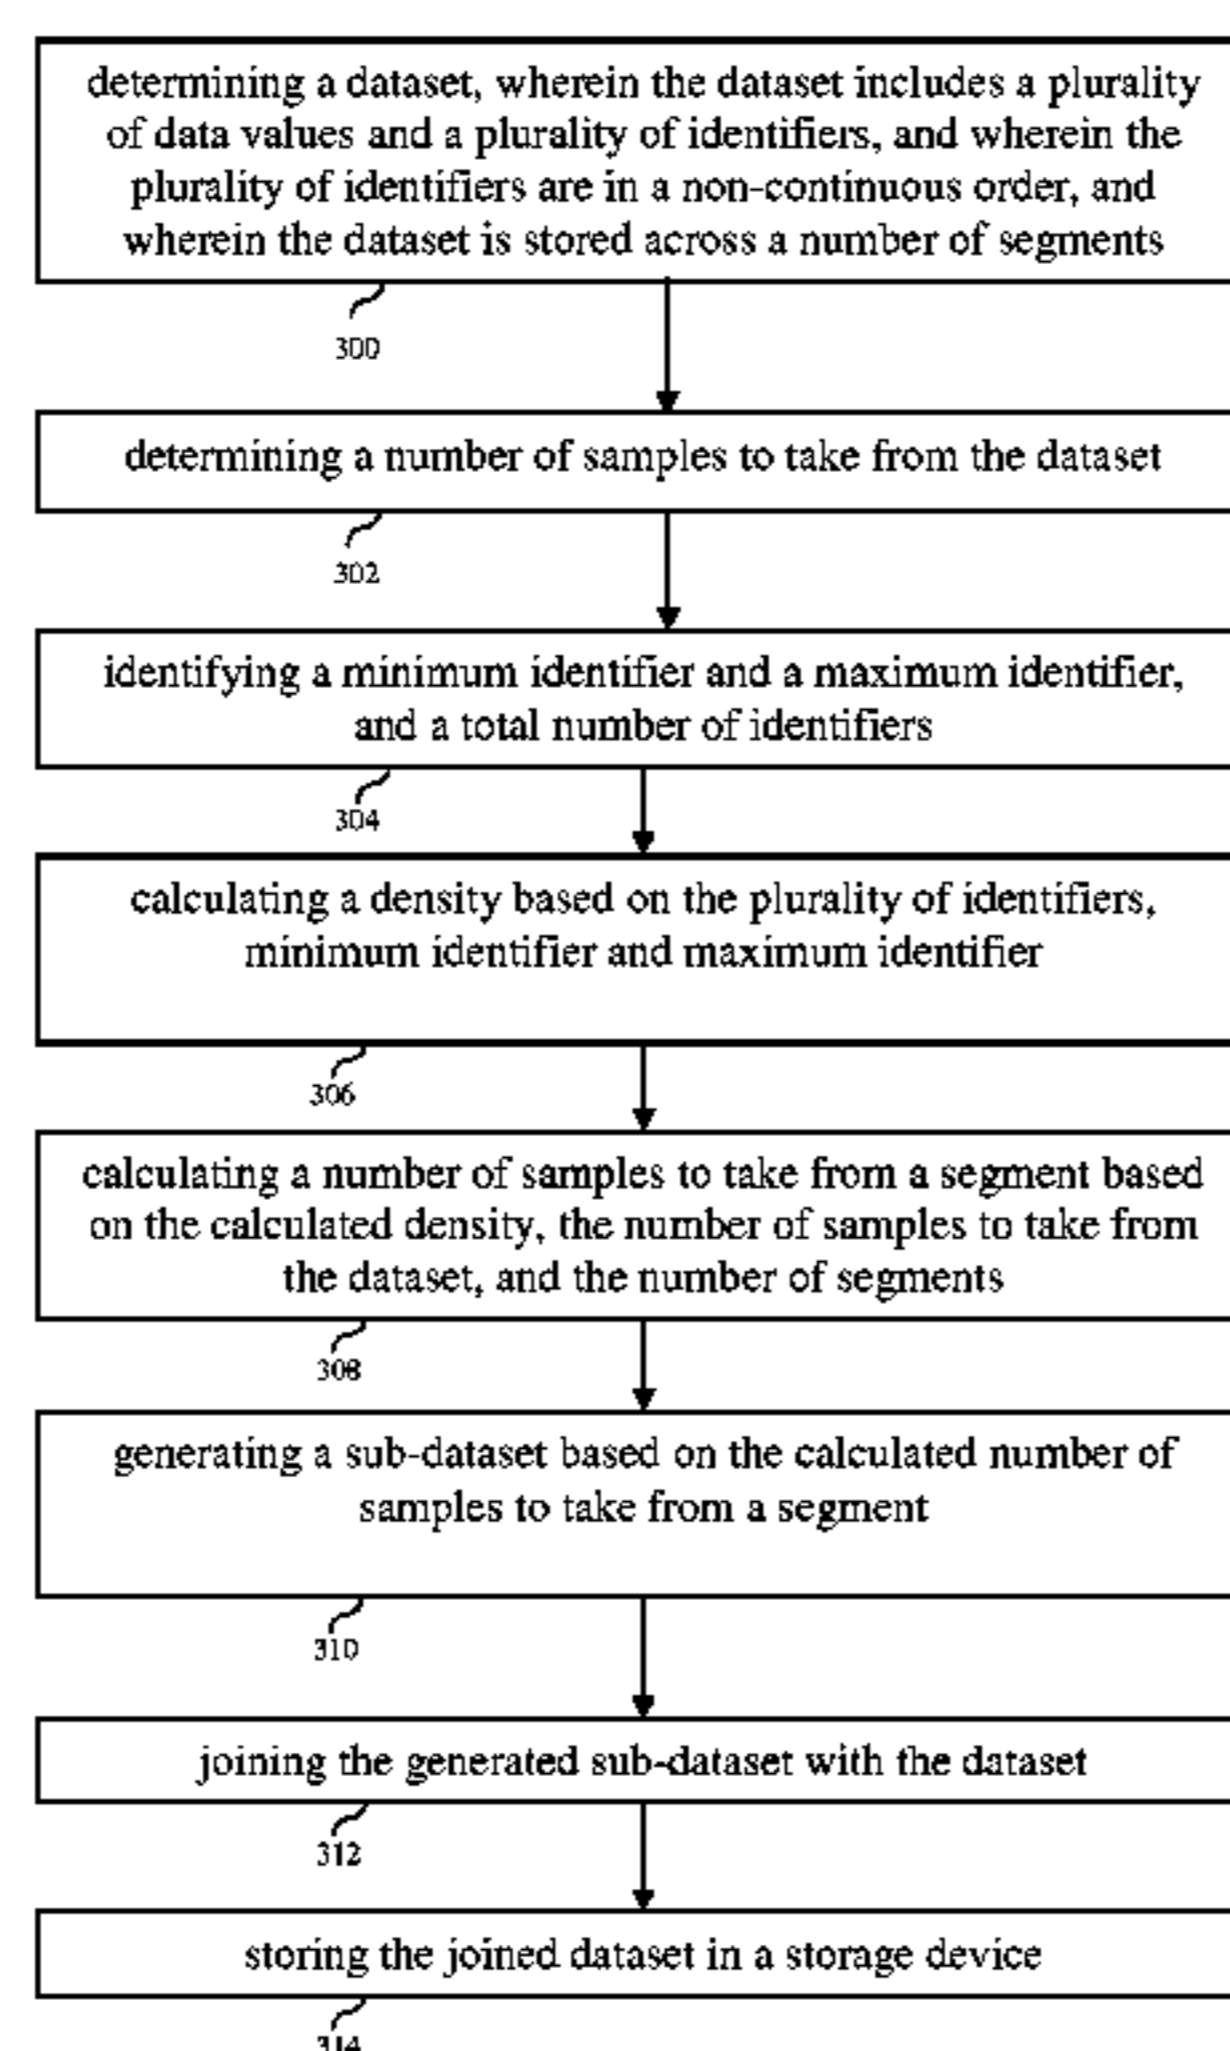 determining a dataset, wherein the dataset includes a plurality
of data values and a plurality of identifiers, and wherein the
plurality of identifiers are in a non-continuous order, and
wherein the dataset is stored across a number of segments
300
determining a number of samples to take from the dataset
302
identifying a minimum identifier and a maximum identifier,
and a total number of identifiers
304
calculating a density based on the plurality of identifiers,
minimum identifier and maximum identifier
306
calculating a number of samples to take from a segment based
on the calculated density, the number of samples to take from
the dataset, and the number of segments
308
generating a sub-dataset based on the calculated number of
samples to take from a segment
310
joining the generated sub-dataset with the dataset
312
storing the joined dataset in a storage device
314